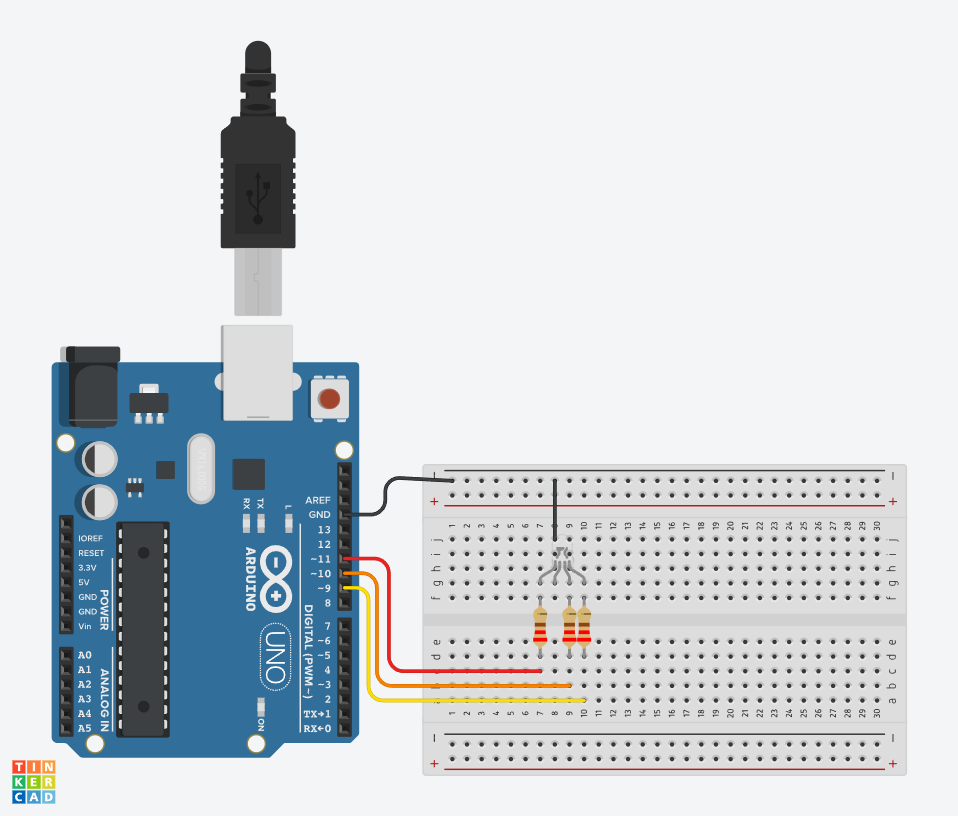 AREF
GND
13
12
~11
~10
~9
8
7
~6
~5
4
~3
2
TX→1
RX←0
IOREF
RESET
3.3V
5V
GND
GND
Vin
A0
A1
A2
A3
A4
A5
POWER
ANALOG IN
RX
TX
L
ARDUINO
UNO
ON
DIGITAL (PWM~)
− −
+ +
1 2 3 4 5 6 7 8 9 10 11 12 13 14 15 16 17 18 19 20 21 22 23 24 25 26 27 28 29 30
j j
i i
h h
g g
f f
e e
d d
c c
b b
a a
1 2 3 4 5 6 7 8 9 10 11 12 13 14 15 16 17 18 19 20 21 22 23 24 25 26 27 28 29 30
− −
+ +
TIN
KER
CAD